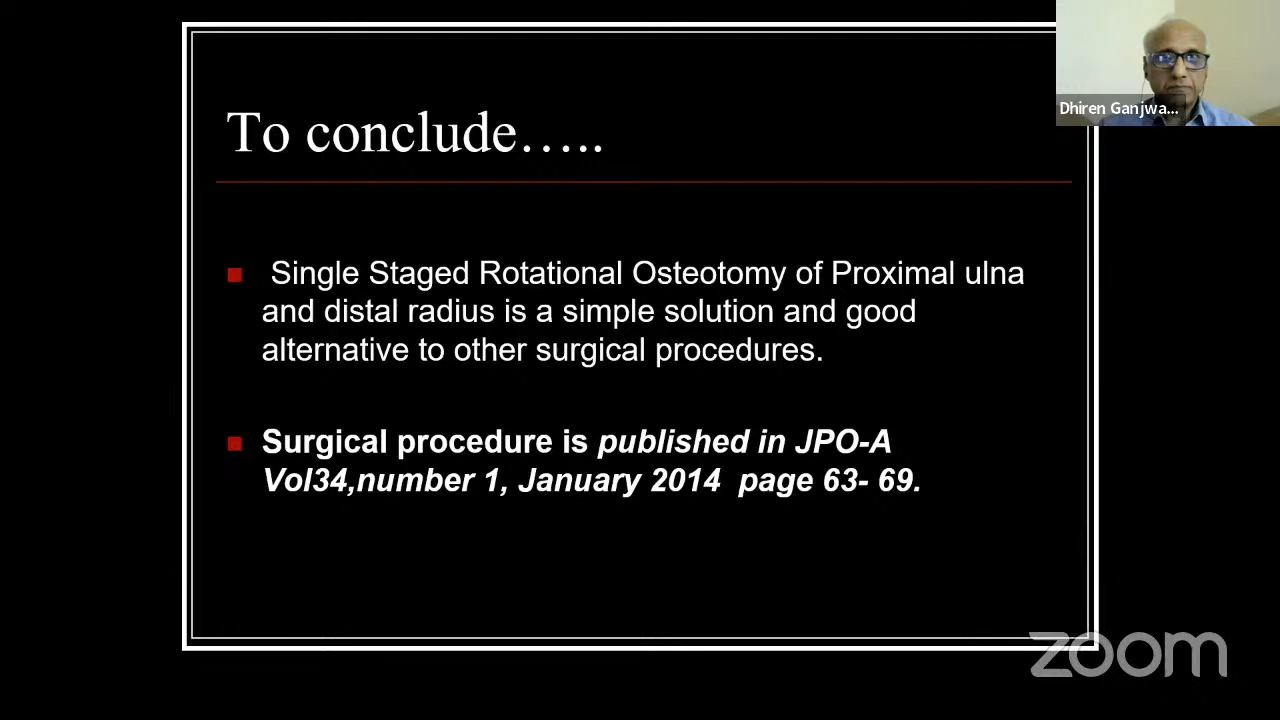 Dhiren Ganjwa...
To conclude.....
Single Staged Rotational Osteotomy of Proximal ulna
and distal radius is a simple solution and good
alternative to other surgical procedures.
Surgical procedure is published in JPO-A
Vol34,number 1, January 2014 page 63- 69.
zoom